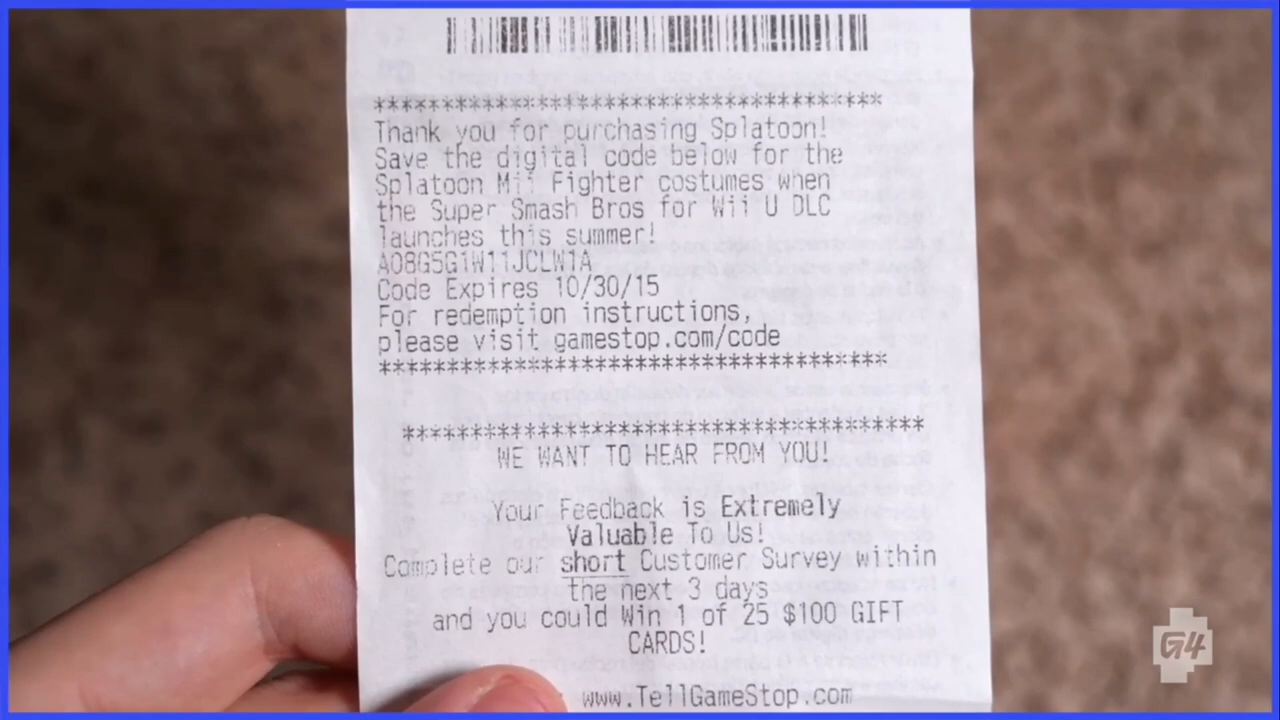 ************************************
Thank you for purchasing Splatoon!
Save the digital code below for the
Splatoon Mii Fighter costumes when
the Super Smash Bros for Wii U DLC
launches this summer!
A08G5G1W11JCLW1A
Code Expires 10/30/15
For redemption instructions,
please visit gamestop.com/code
************************************
************************************
WE WANT TO HEAR FROM YOU!
Your Feedback is Extremely
Valuable To Us!
Complete our short Customer Survey within
the next 3 days
and you could Win 1 of 25 $100 GIFT
CARDS!
www.TellGameStop.com
G4